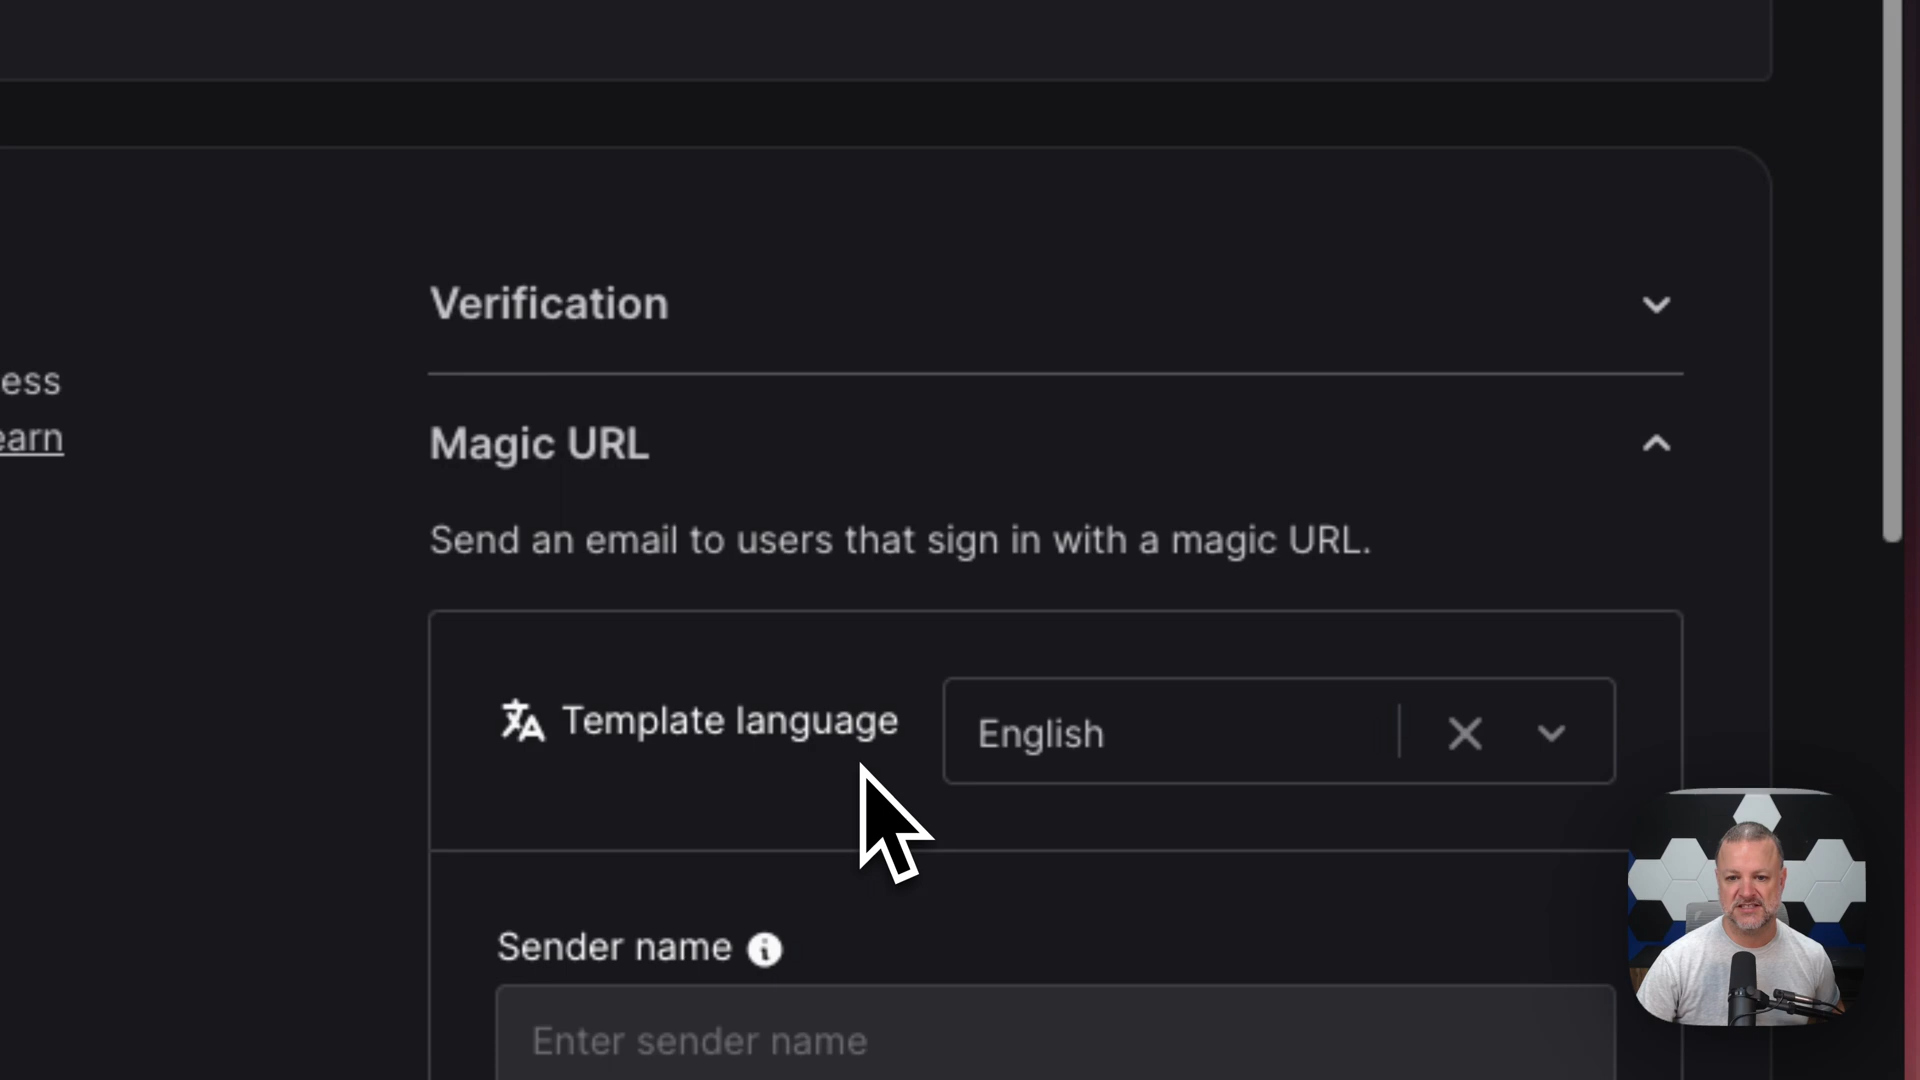 Verification
ess
earn
Magic URL
Send an email to users that sign in with a magic URL.
Template language
English
Sender name
Enter sender name